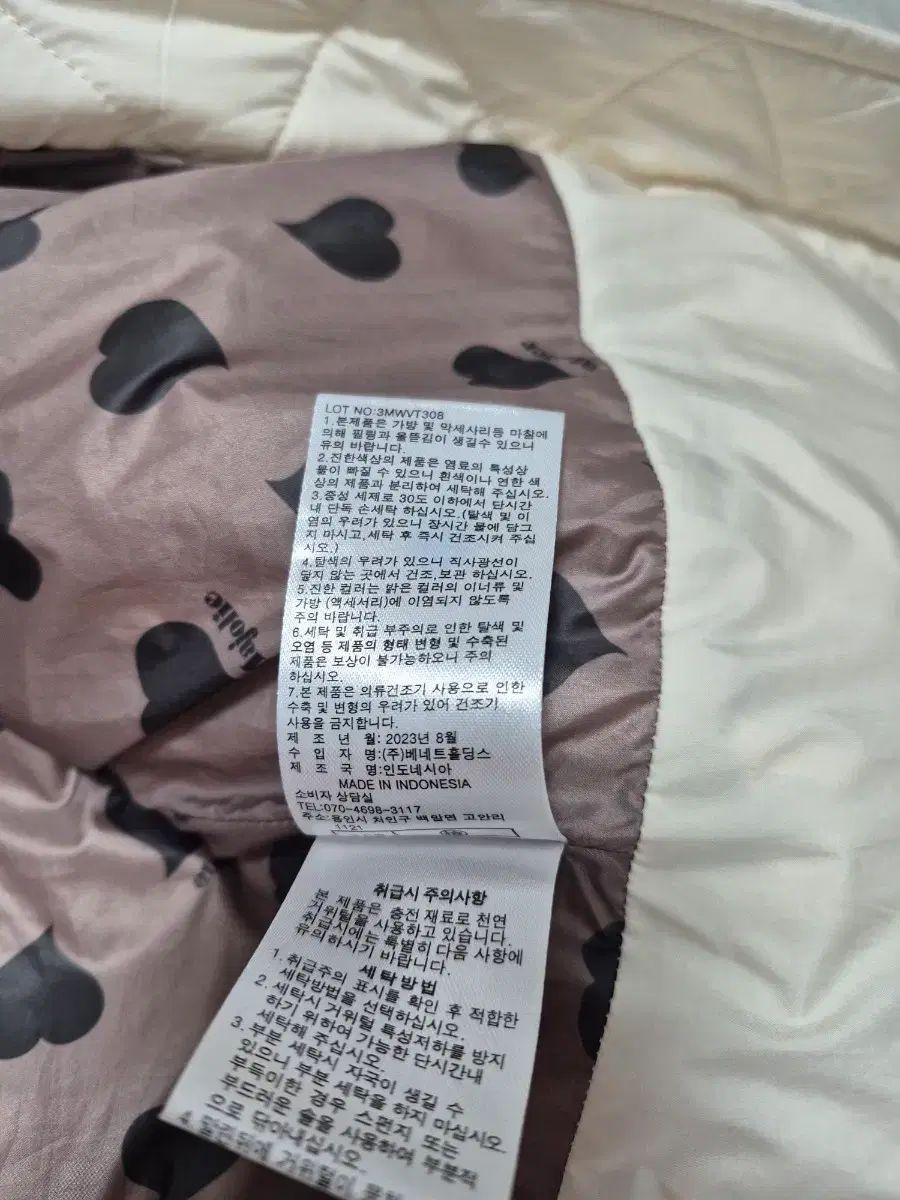 LOT NO:3MWVT308
1.본제품은 가방 및 악세사리등 마찰에
의해 필링과 올뜯김이 생길수 있으니
유의 바랍니다.
2.진한색상의 제품은 염료의 특성상
물이 빠질 수 있으니 흰색이나 연한 색
상의 제품과 분리하여 세탁해 주십시오.
3.중성 세제로 30도 이하에서 단시간
내 단독 손세탁 하십시오.(탈색 및 이
염의 우려가 있으니 장시간 물에 담그
지 마시고,세탁 후 즉시 건조시켜 주십
시오.)
4.탈색의 우려가 있으니 직사광선이
닿지 않는 곳에서 건조,보관 하십시오.
5.진한 컬러는 밝은 컬러의 이너류 및
가방 (액세서리)에 이염되지 않도록
주의 바랍니다.
6.세탁 및 취급 부주의로 인한 탈색 및
오염 등 제품의 형태 변형 및 수축된
제품은 보상이 불가능하오니 주의
하십시오.
7.본 제품은 의류건조기 사용으로 인한
수축 및 변형의 우려가 있어 건조기
사용을 금지합니다.
제 조 년 월: 2023년 8월
수 입 자 명:(주)베네트홀딩스
제 조 국 명:인도네시아
MADE IN INDONESIA
소비자 상담실
TEL:070-4698-3117
주소:용인시 처인구 백암면 고안리
1121
취급시 주의사항
본 제품은 충전 재료로 천연
거위털을 사용하고 있습니다.
취급시에는 특별히 다음 사항에
유의하시기 바랍니다.
세탁방법
1. 취급주의 표시를 확인 후 적합한
세탁방법을 선택하십시오.
2. 세탁시 거위털 특성저하를 방지
하기 위하여 가능한 단시간내
세탁해 주십시오.
3. 부분 세탁시 자국이 생길 수
있으니 부분 세탁을 하지 마십시오
부득이한 경우 스펀지 또는
부드러운 솔을 사용하여 부분적
으로 닦아내십시오.
4. 거위털이